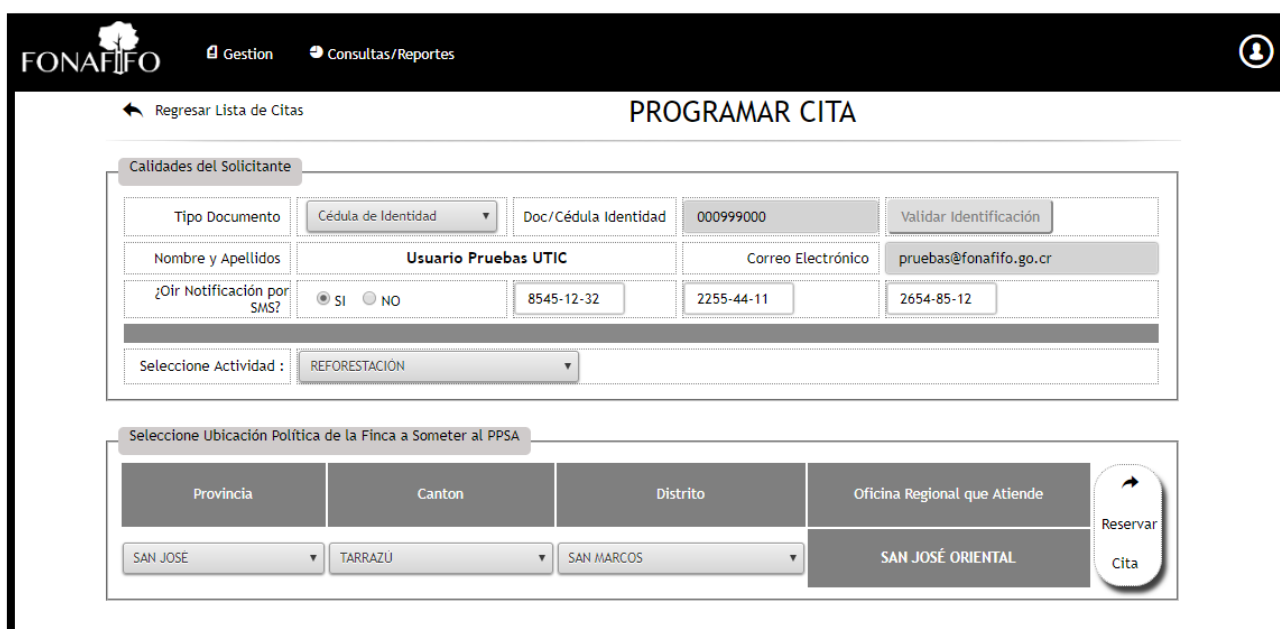 FONAFIFO
Gestion
Consultas/Reportes
Regresar Lista de Citas
PROGRAMAR CITA
Calidades del Solicitante
Tipo Documento
Cédula de Identidad
Doc/Cédula Identidad
000999000
Validar Identificación
Nombre y Apellidos
Usuario Pruebas UTIC
Correo Electrónico
pruebas@fonafifo.go.cr
¿Oir Notificación por
SMS?
SI
NO
8545-12-32
2255-44-11
2654-85-12
Seleccione Actividad :
REFORESTACIÓN
Seleccione Ubicación Política de la Finca a Someter al PPSA
Provincia
Canton
Distrito
Oficina Regional que Atiende
SAN JOSÉ
TARRAZÚ
SAN MARCOS
SAN JOSÉ ORIENTAL
Reservar
Cita